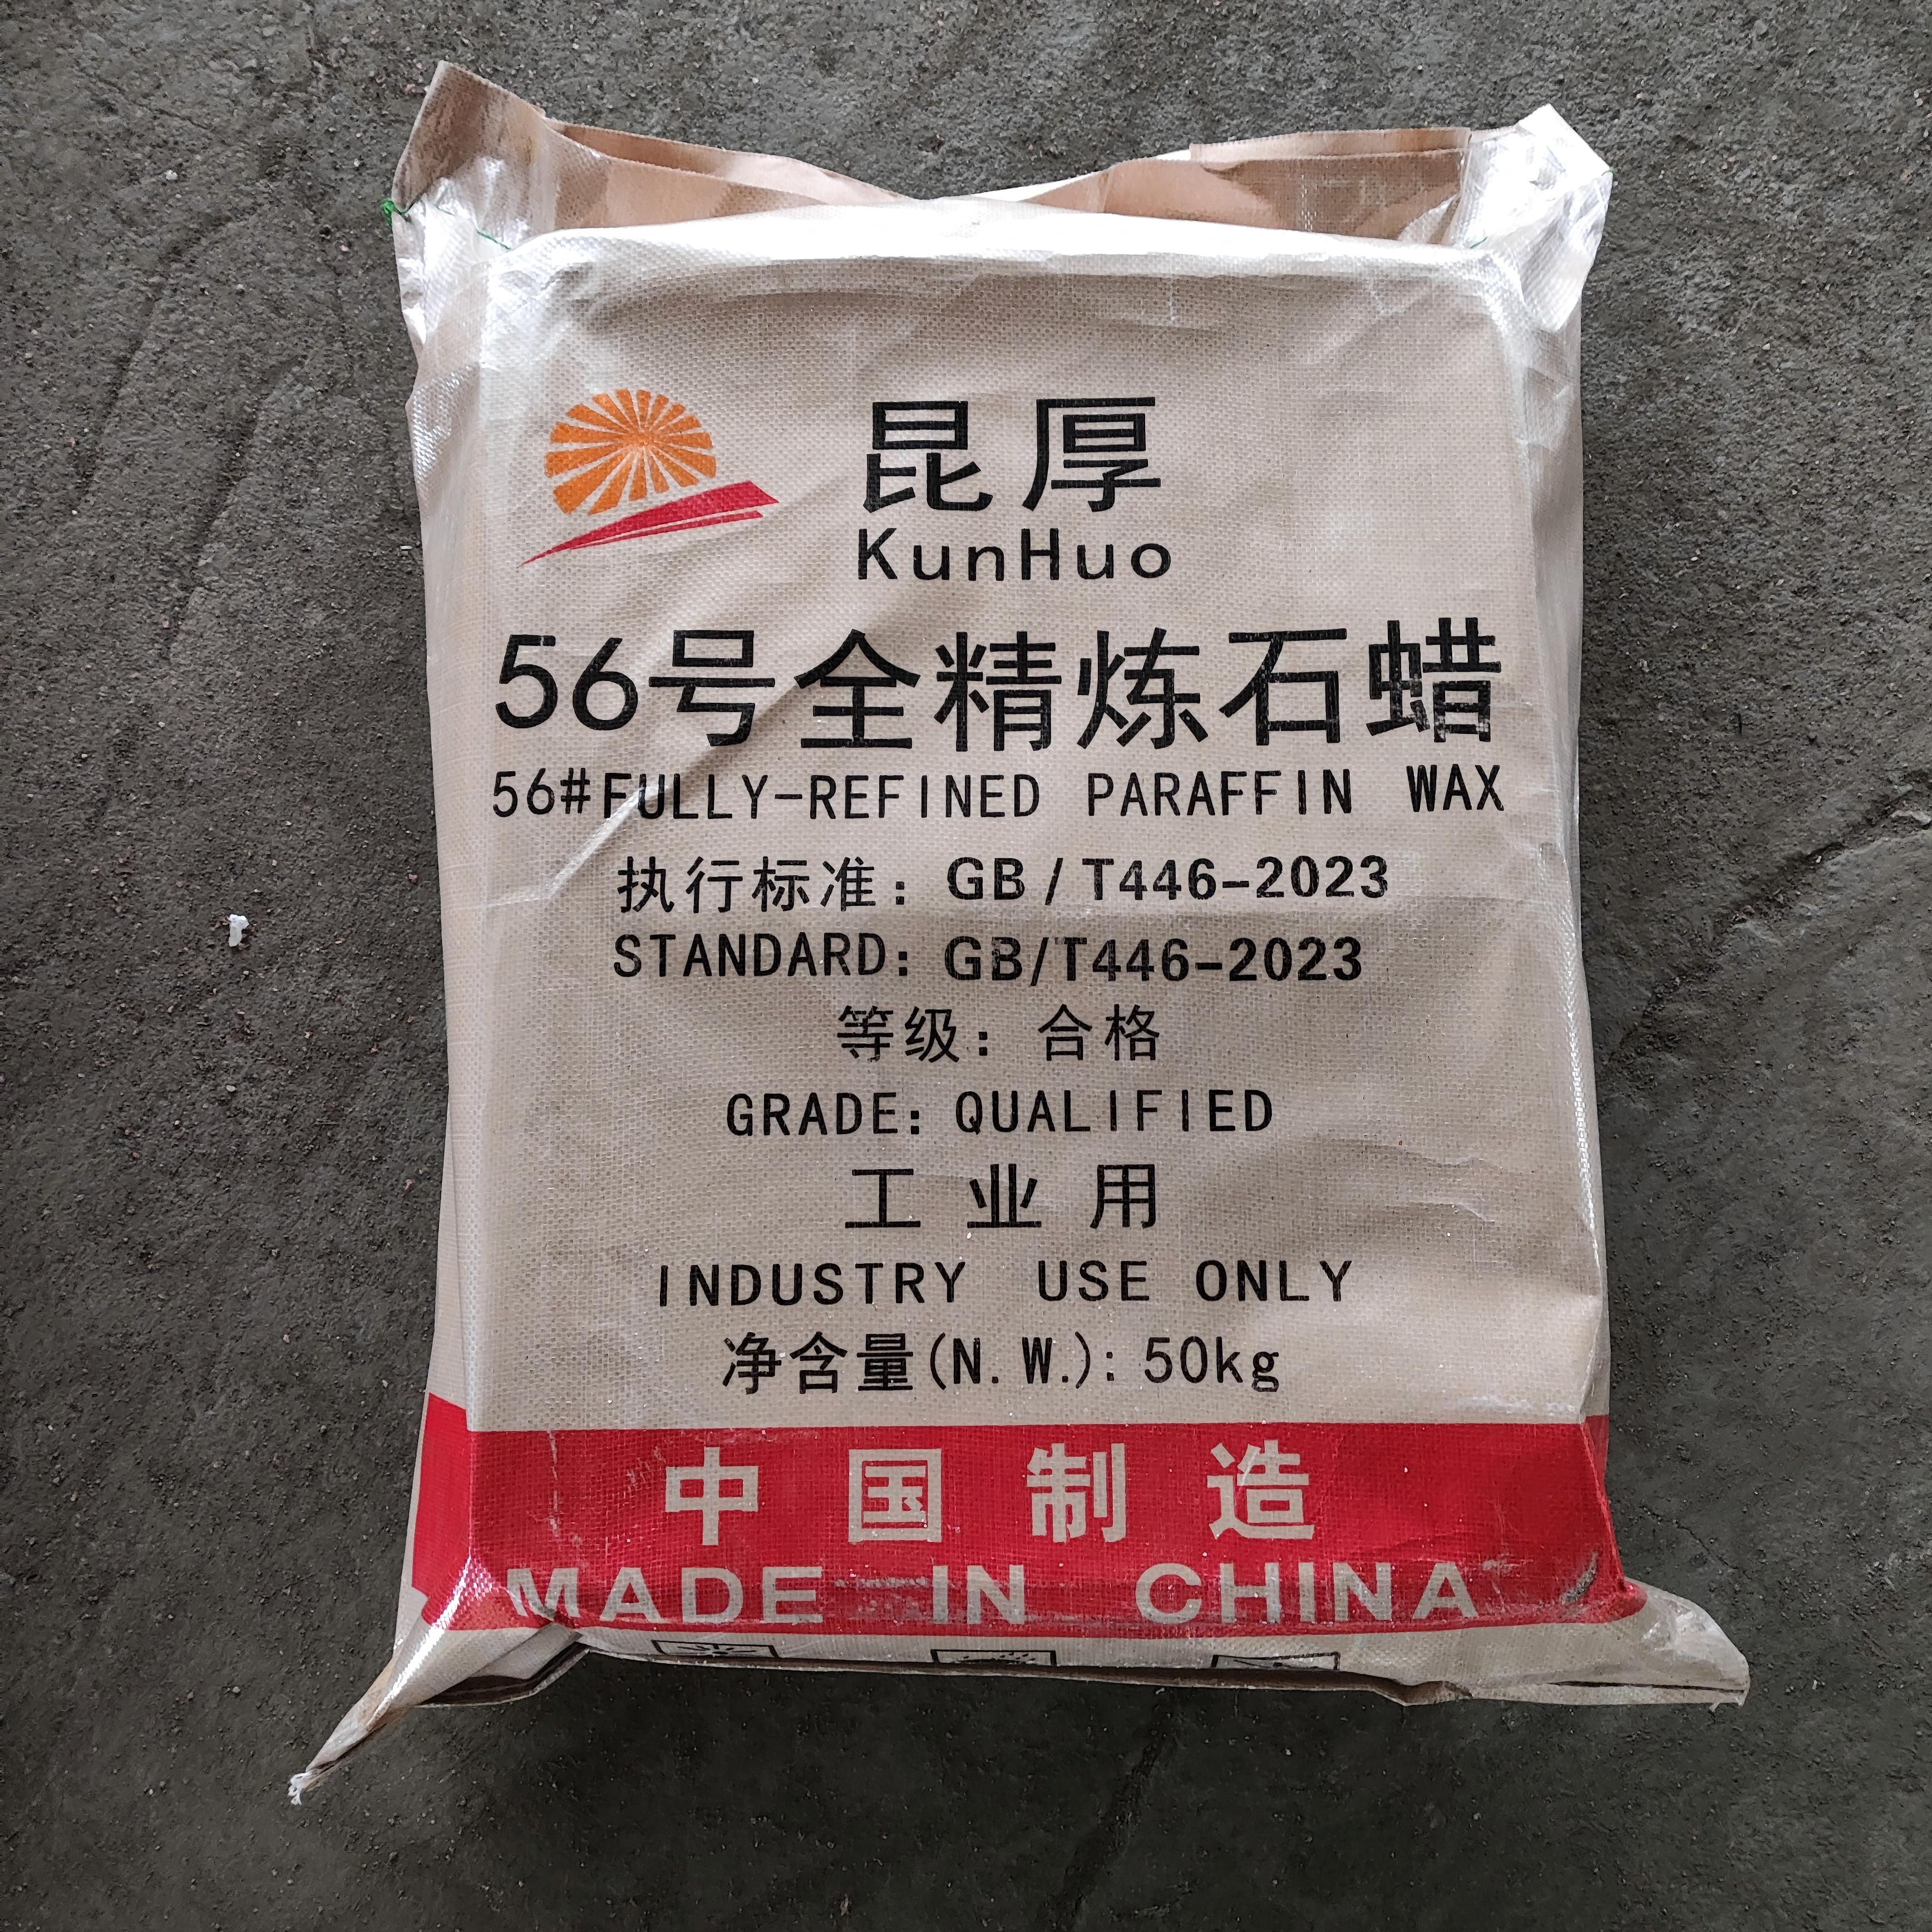 昆厚
KunHuo
56号全精炼石蜡
56#FULLY-REFINED PARAFFIN WAX
执行标准：GB/T446-2023
STANDARD: GB/T446-2023
等级：合格
GRADE: QUALIFIED
工业用
INDUSTRY USE ONLY
净含量(N.W.): 50kg
中国制造
MADE IN CHINA